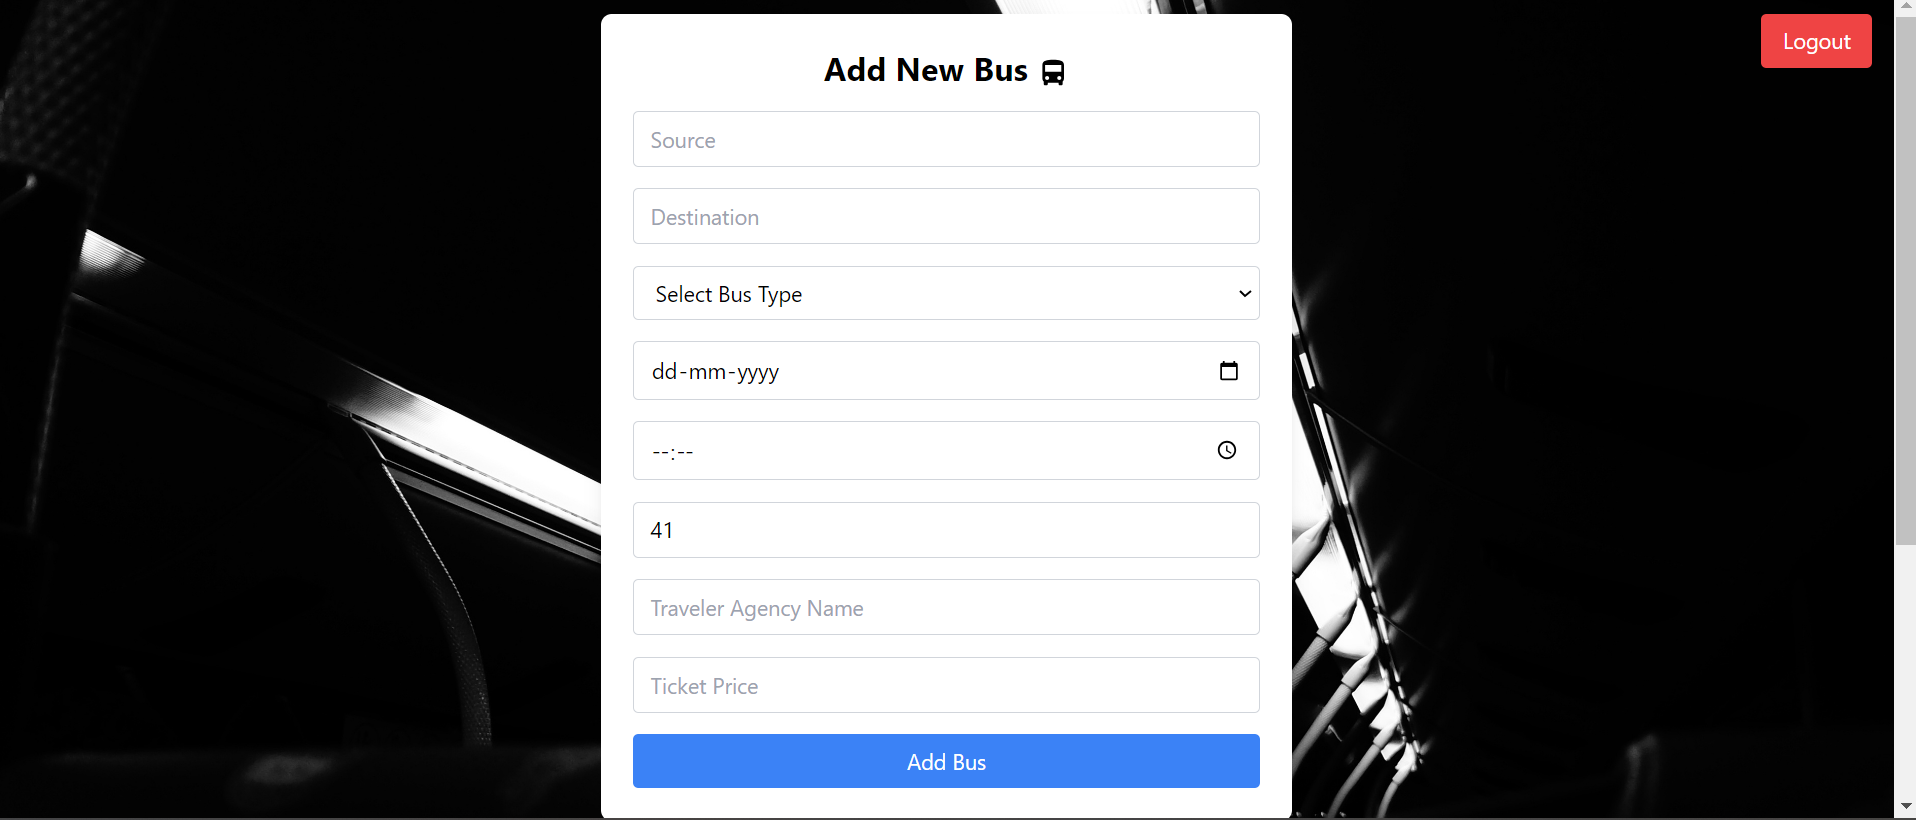 Logout
Add New Bus
Source
Destination
Select Bus Type
dd-mm-yyyy
--:--
41
Traveler Agency Name
Ticket Price
Add Bus